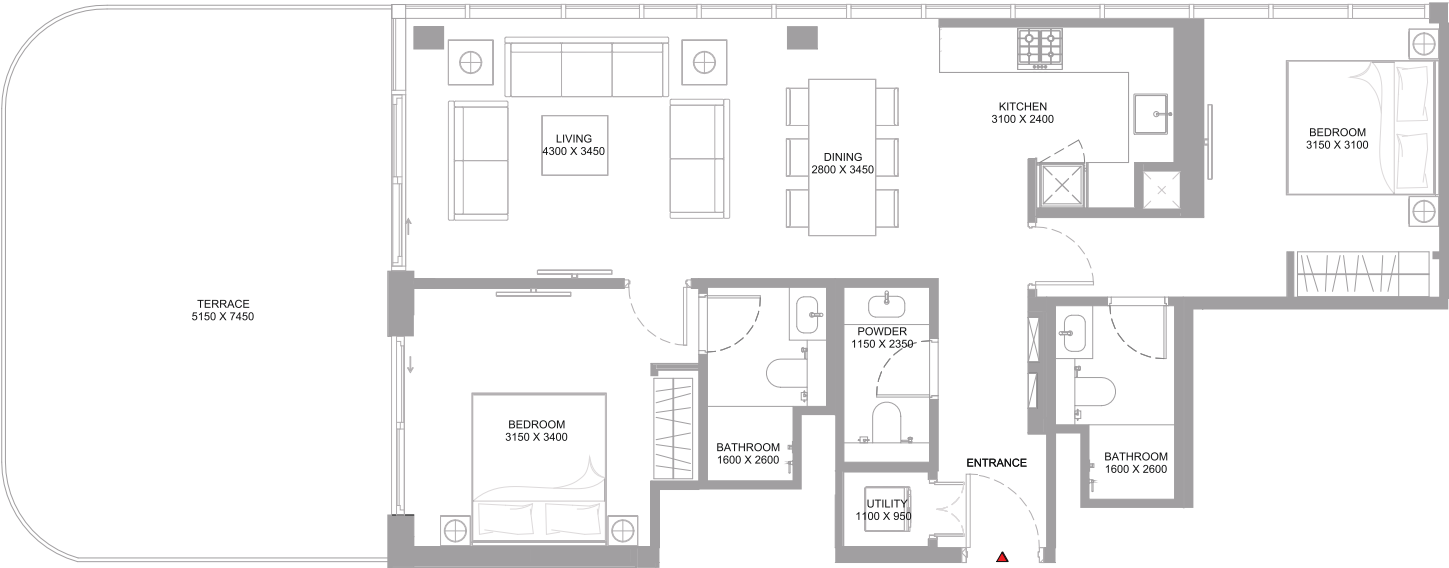 KITCHEN
3100 X 2400
BEDROOM
3150 X 3100
LIVING
4300 X 3450
DINING
2800 X 3450
TERRACE
5150 X 7450
POWDER
1150 X 2350
BEDROOM
3150 X 3400
BATHROOM
1600 X 2600
ENTRANCE
BATHROOM
1600 X 2600
UTILITY
1100 X 950